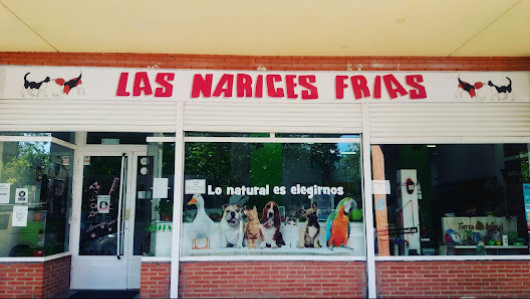 LAS NARICES FRIAS
Lo natural es elegirnos